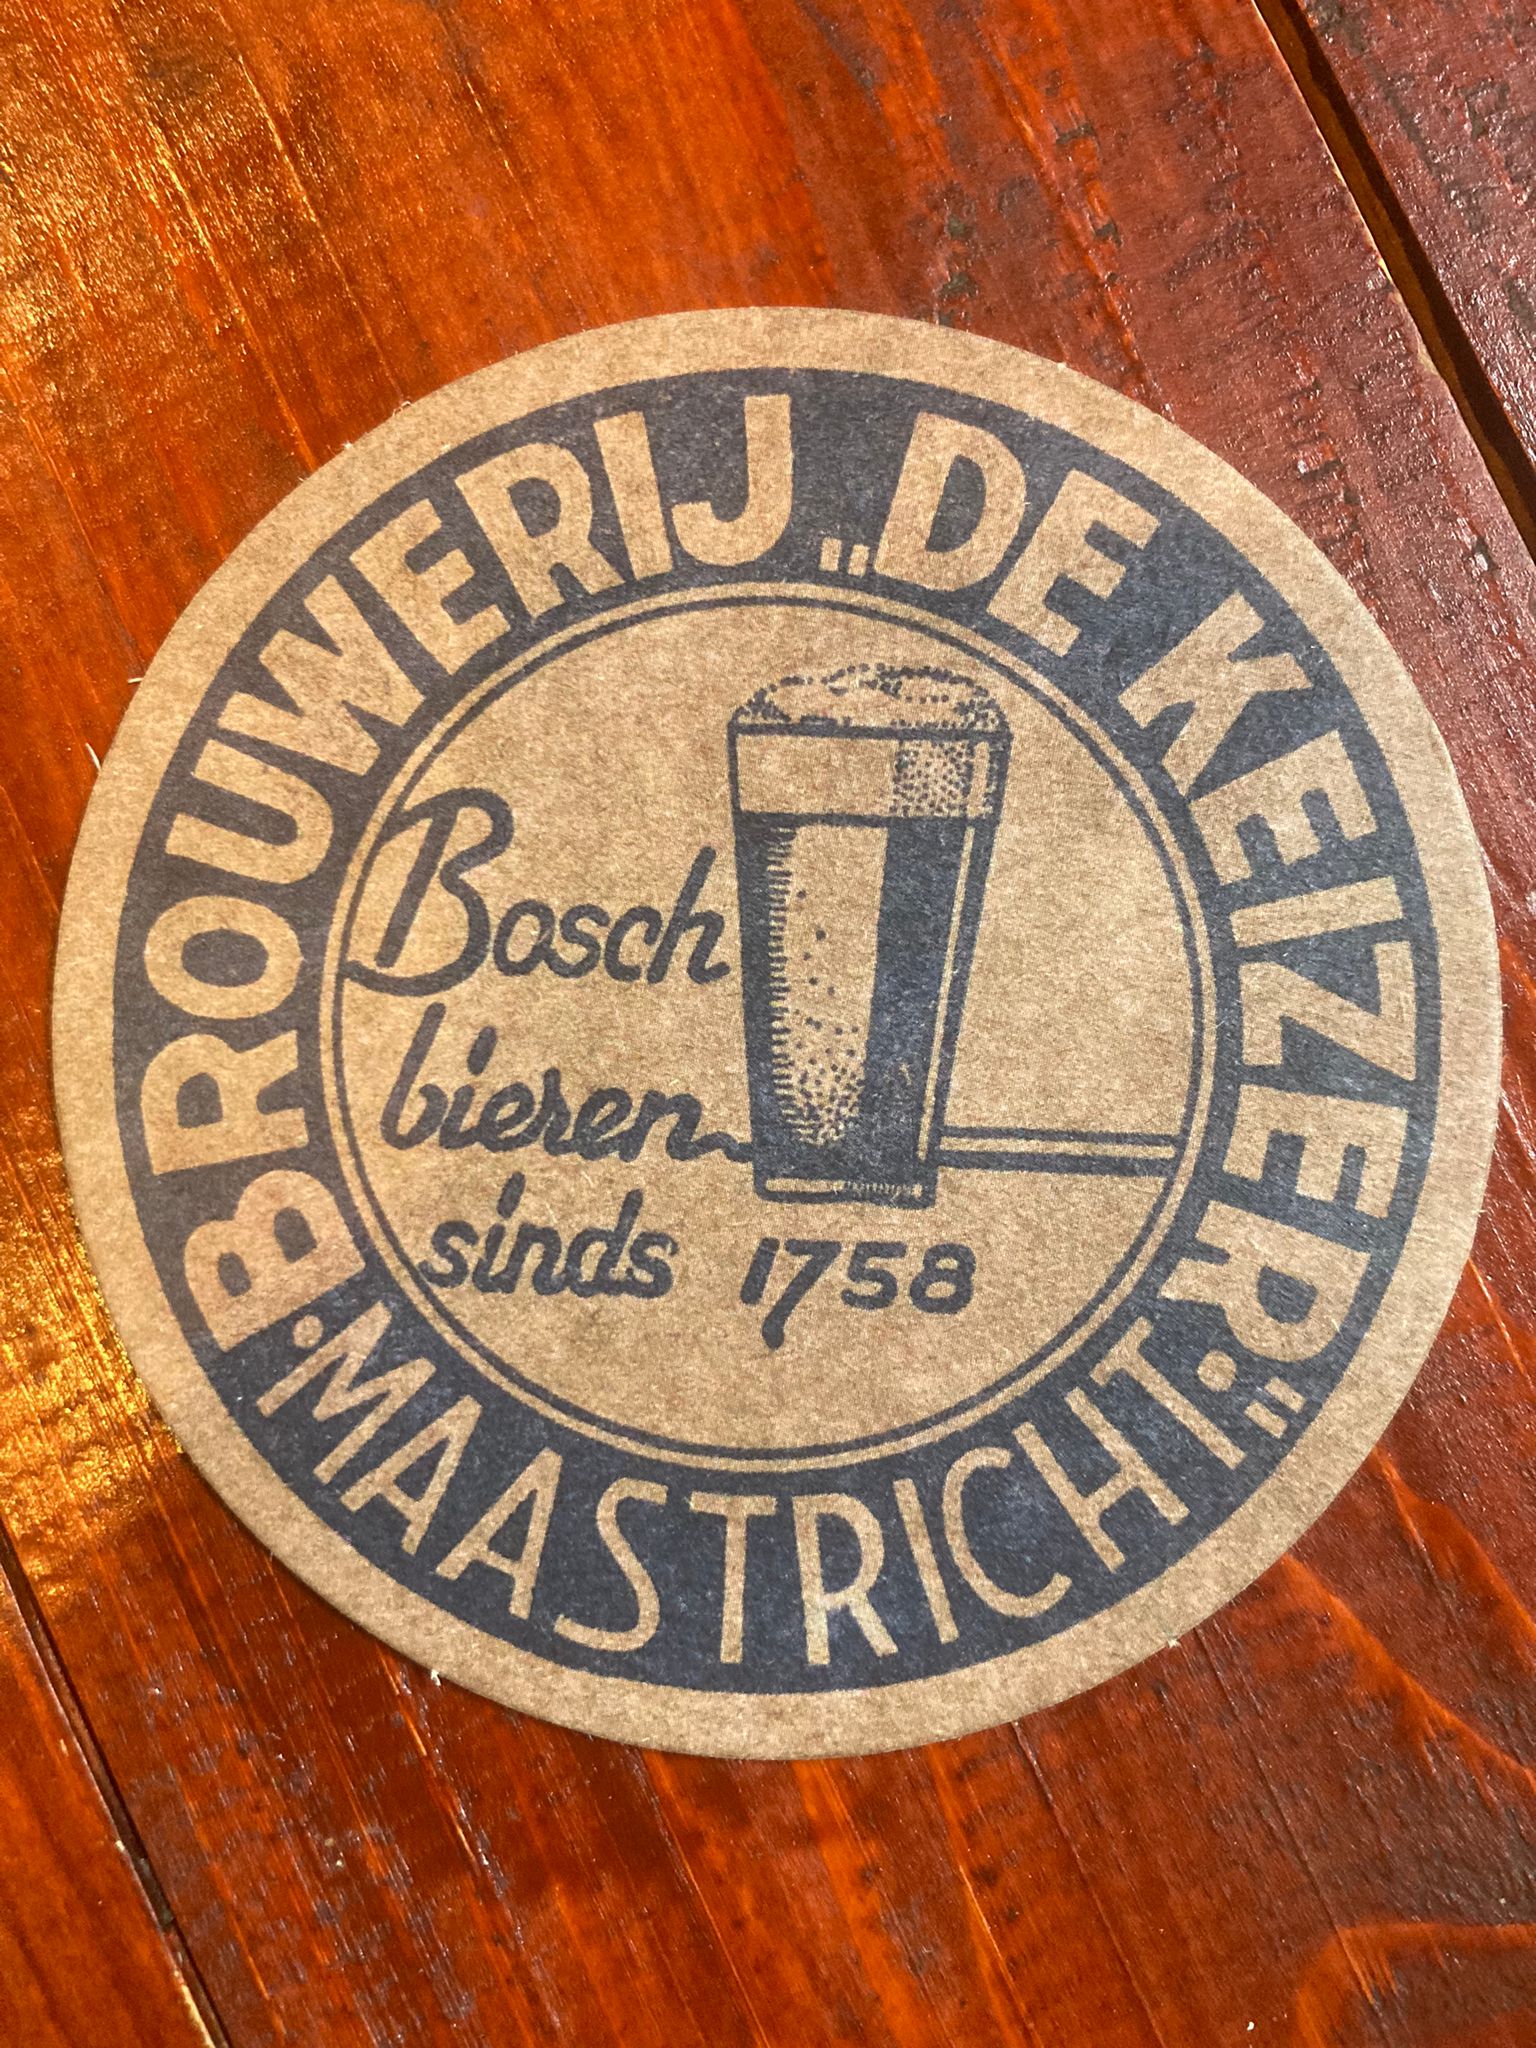 BROUWERIJ „DE KEIZER"
Bosch
bieren
sinds 1758
·MAASTRICHT·